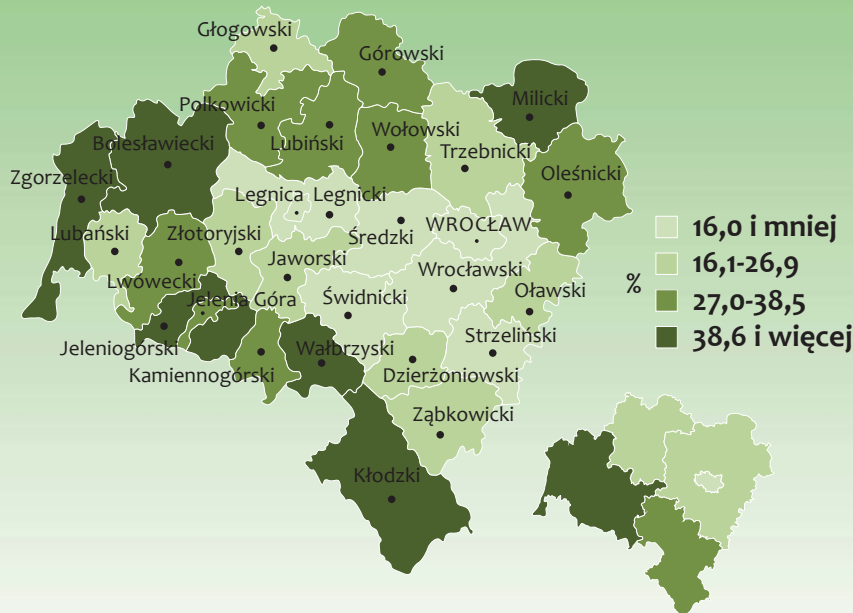 Głogowski
Górowski
Milicki
Polkowicki
Lubiński
Wołowski
Trzebnicki
Bolesławiecki
Oleśnicki
Zgorzelecki
Legnica
Legnicki
WROCŁAW
Średzki
Lubański
Złotoryjski
Jaworski
Wrocławski
Lwówecki
Oławski
Jelenia Góra
Świdnicki
Strzeliński
Jeleniogórski
Wałbrzyski
Kamiennogórski
Dzierżoniowski
Ząbkowicki
Kłodzki
%
16,0 i mniej
16,1-26,9
27,0-38,5
38,6 i więcej